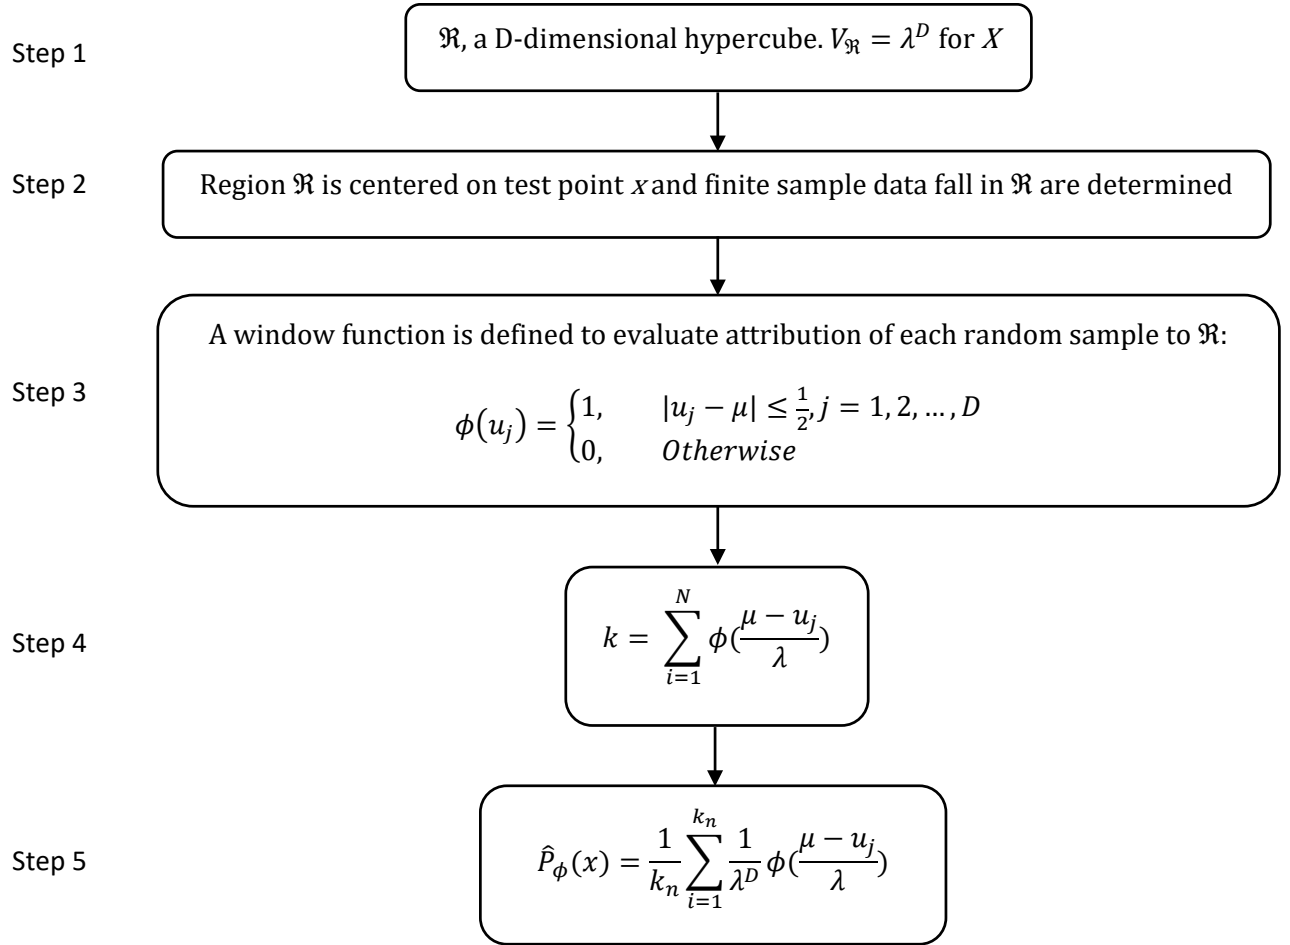 Step 1
ℜ, a D-dimensional hypercube. V_ℜ = λ^D for X
Step 2
Region ℜ is centered on test point x and finite sample data fall in ℜ are determined
Step 3
A window function is defined to evaluate attribution of each random sample to ℜ:
ϕ(u_j) = {1, |u_j − μ| ≤ 1/2, j = 1, 2, … , D
0, Otherwise
Step 4
k = ∑_{i=1}^{N} ϕ((μ − u_j)/λ)
Step 5
P̂_ϕ(x) = 1/k_n ∑_{i=1}^{k_n} 1/λ^D ϕ((μ − u_j)/λ)